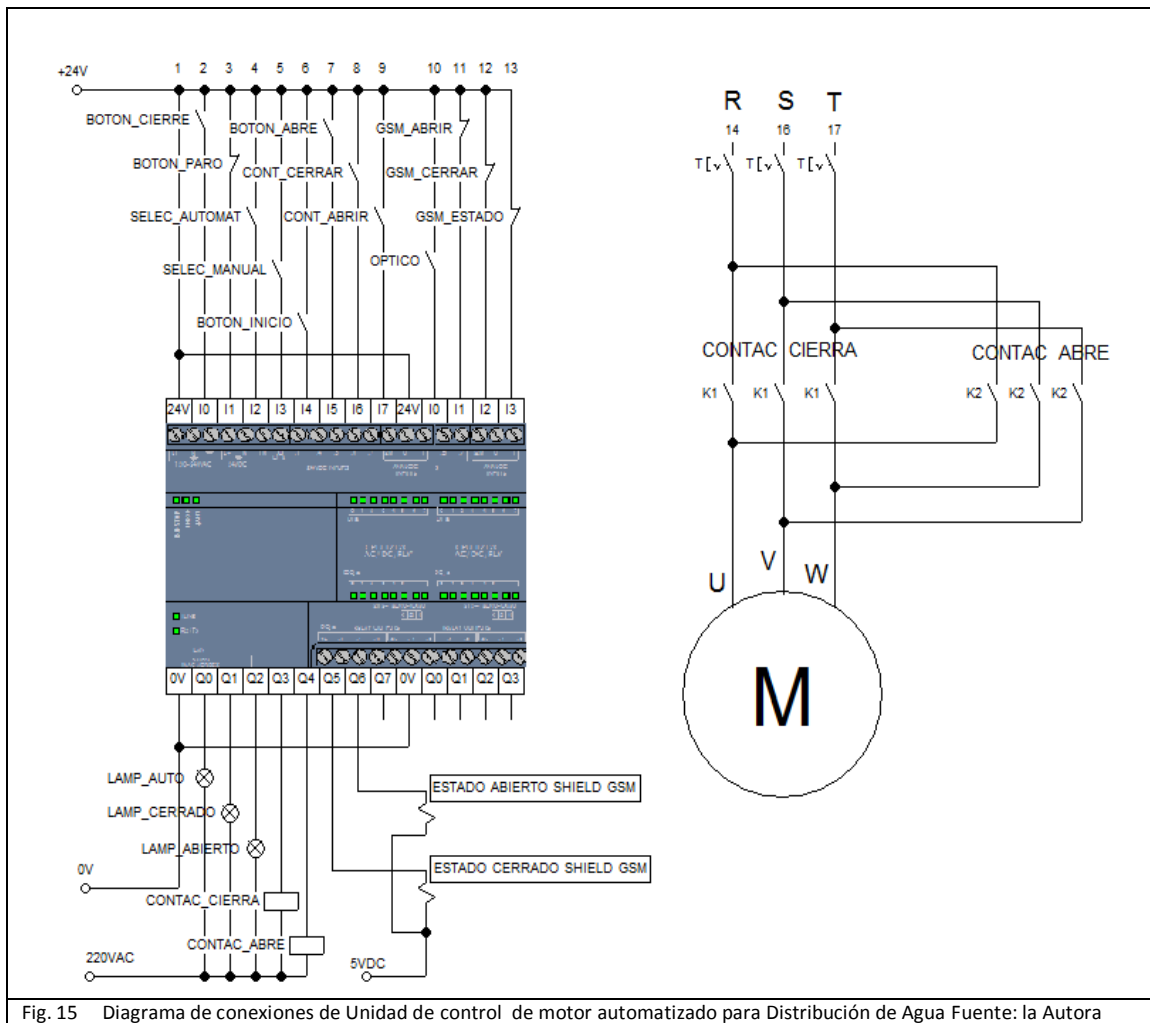 +24V
1 2 3 4 5 6 7 8 9 10 11 12 13
BOTON_CIERRE
BOTON_ABRE
GSM_ABRIR
BOTON_PARO
CONT_CERRAR
GSM_CERRAR
SELEC_AUTOMAT
CONT_ABRIR
GSM_ESTADO
SELEC_MANUAL
OPTICO
BOTON_INICIO
24V I0 I1 I2 I3 I4 I5 I6 I7 24V I0 I1 I2 I3
0V Q0 Q1 Q2 Q3 Q4 Q5 Q6 Q7 0V Q0 Q1 Q2 Q3
LAMP_AUTO
LAMP_CERRADO
LAMP_ABIERTO
0V
CONTAC_CIERRA
CONTAC_ABRE
220VAC
5VDC
ESTADO ABIERTO SHIELD GSM
ESTADO CERRADO SHIELD GSM
R S T
14 16 17
CONTAC CIERRA
CONTAC ABRE
K1 K1 K1 K2 K2 K2
U V W
M
Fig. 15 Diagrama de conexiones de Unidad de control de motor automatizado para Distribución de Agua Fuente: la Autora